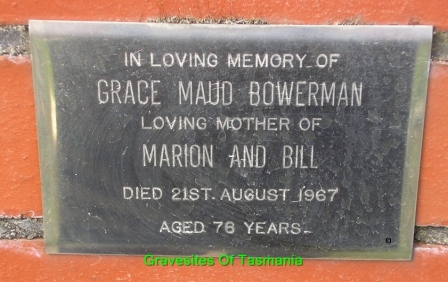 IN LOVING MEMORY OF
GRACE MAUD BOWERMAN
LOVING MOTHER OF
MARION AND BILL
DIED 21ST. AUGUST 1967
AGED 76 YEARS.
Gravesites Of Tasmania